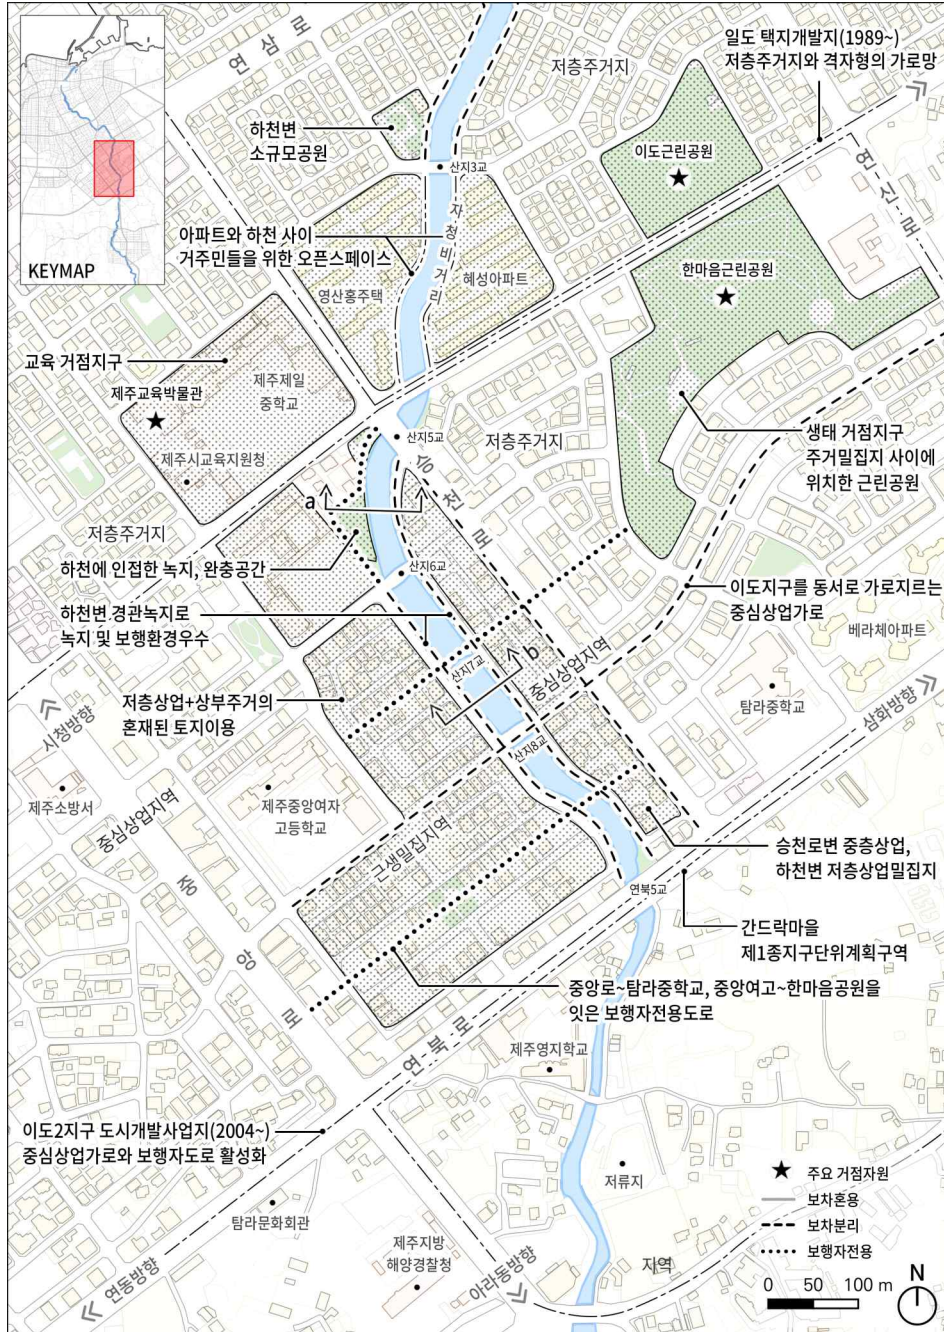 KEYMAP
연삼로
저층주거지
일도 택지개발지(1989~)
저층주거지와 격자형의 가로망
하천변
소규모공원
산지3교
이도근린공원
연신로
자청비거리
아파트와 하천 사이
거주민들을 위한 오픈스페이스
영산홍주택
혜성아파트
한마음근린공원
교육 거점지구
제주교육박물관
제주제일
중학교
제주시교육지원청
산지5교
저층주거지
생태 거점지구
주거밀집지 사이에
위치한 근린공원
승천로
a
저층주거지
하천에 인접한 녹지, 완충공간
산지6교
하천변 경관녹지로
녹지 및 보행환경우수
이도지구를 동서로 가로지르는
중심상업가로
베라체아파트
산지7교
b
중심상업지역
저층상업+상부주거의
혼재된 토지이용
탐라중학교
삼화방향
시청방향
산지8교
제주소방서
중심상업지역
제주중앙여자
고등학교
근생밀집지역
승천로변 중층상업,
하천변 저층상업밀집지
연북5교
중앙로
간드락마을
제1종지구단위계획구역
중앙로~탐라중학교, 중앙여고~한마음공원을
잇은 보행자전용도로
연북로
제주영지학교
이도2지구 도시개발사업지(2004~)
중심상업가로와 보행자도로 활성화
저류지
탐라문화회관
제주지방
해양경찰청
연동방향
아라동방향
지역
주요 거점자원
보차혼용
보차분리
보행자전용
0 50 100 m
N